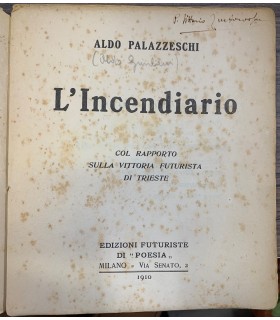 ALDO PALAZZESCHI
L'Incendiario
COL RAPPORTO
SULLA VITTORIA FUTURISTA
DI TRIESTE
EDIZIONI FUTURISTE
DI "POESIA"
MILANO - VIA SENATO, 2
1910